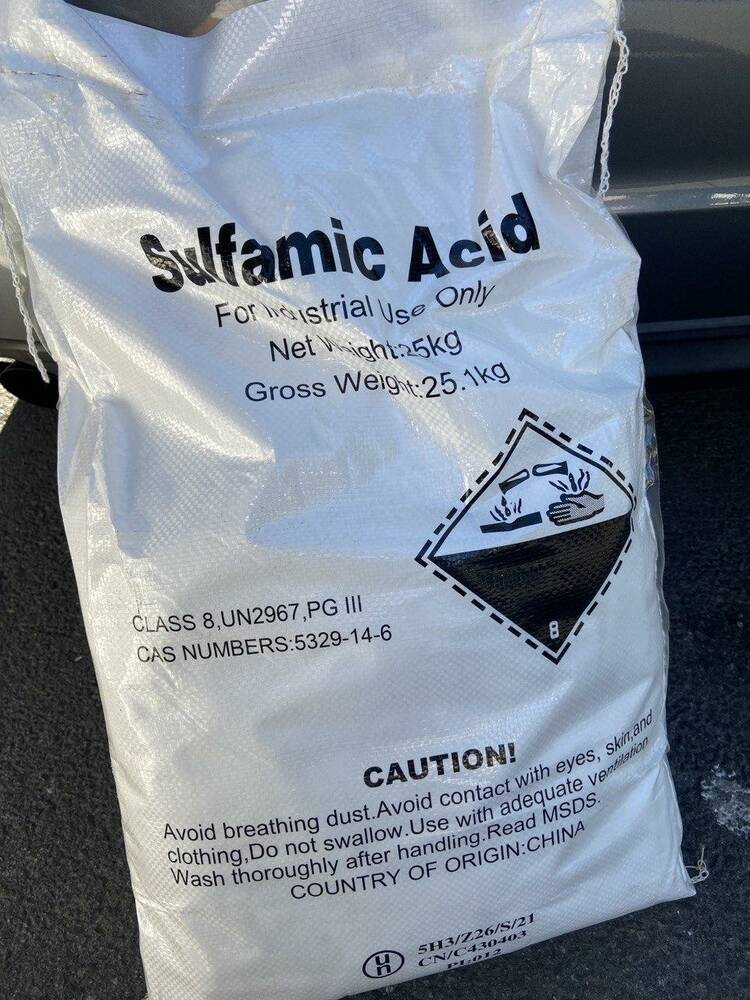 Sulfamic Acid
For Industrial Use Only
Net Weight:25kg
Gross Weight:25.1kg
8
CLASS 8,UN2967,PG III
CAS NUMBERS:5329-14-6
CAUTION!
Avoid breathing dust.Avoid contact with eyes, skin,and
clothing,Do not swallow.Use with adequate ventilation
Wash thoroughly after handling.Read MSDS.
COUNTRY OF ORIGIN:CHINA
un
5H3/Z26/S/21
CN/C430403
PI:012